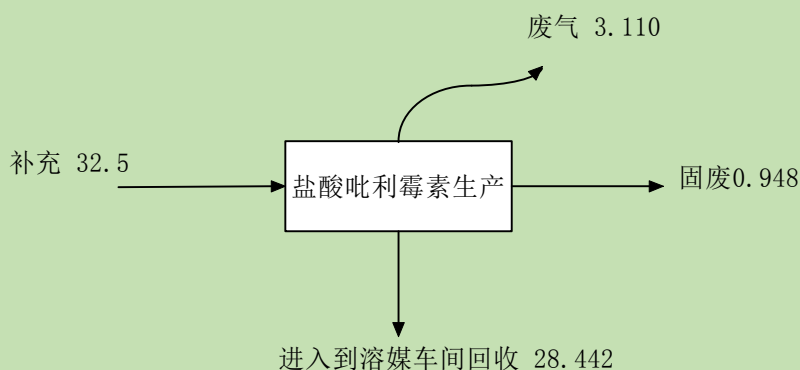 废气 3.110
补充 32.5
盐酸吡利霉素生产
固废0.948
进入到溶媒车间回收 28.442